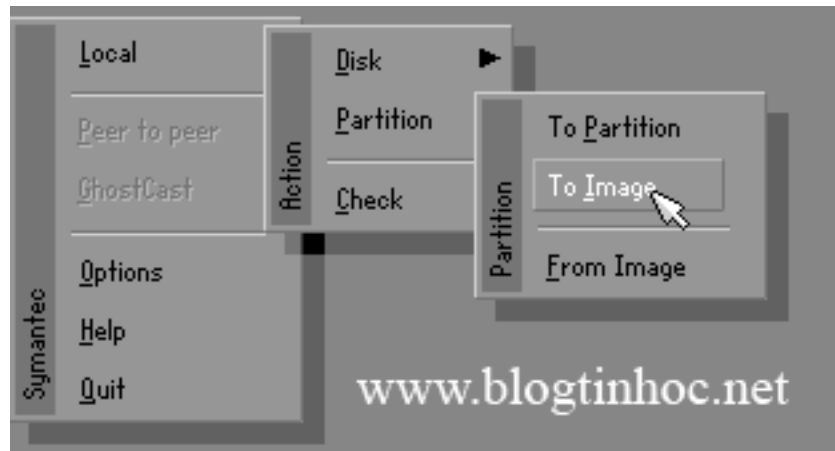 Symantec
Local
Peer to peer
GhostCast
Options
Help
Quit
Action
Disk
Partition
Check
Partition
To Partition
To Image
From Image
www.blogtinhoc.net